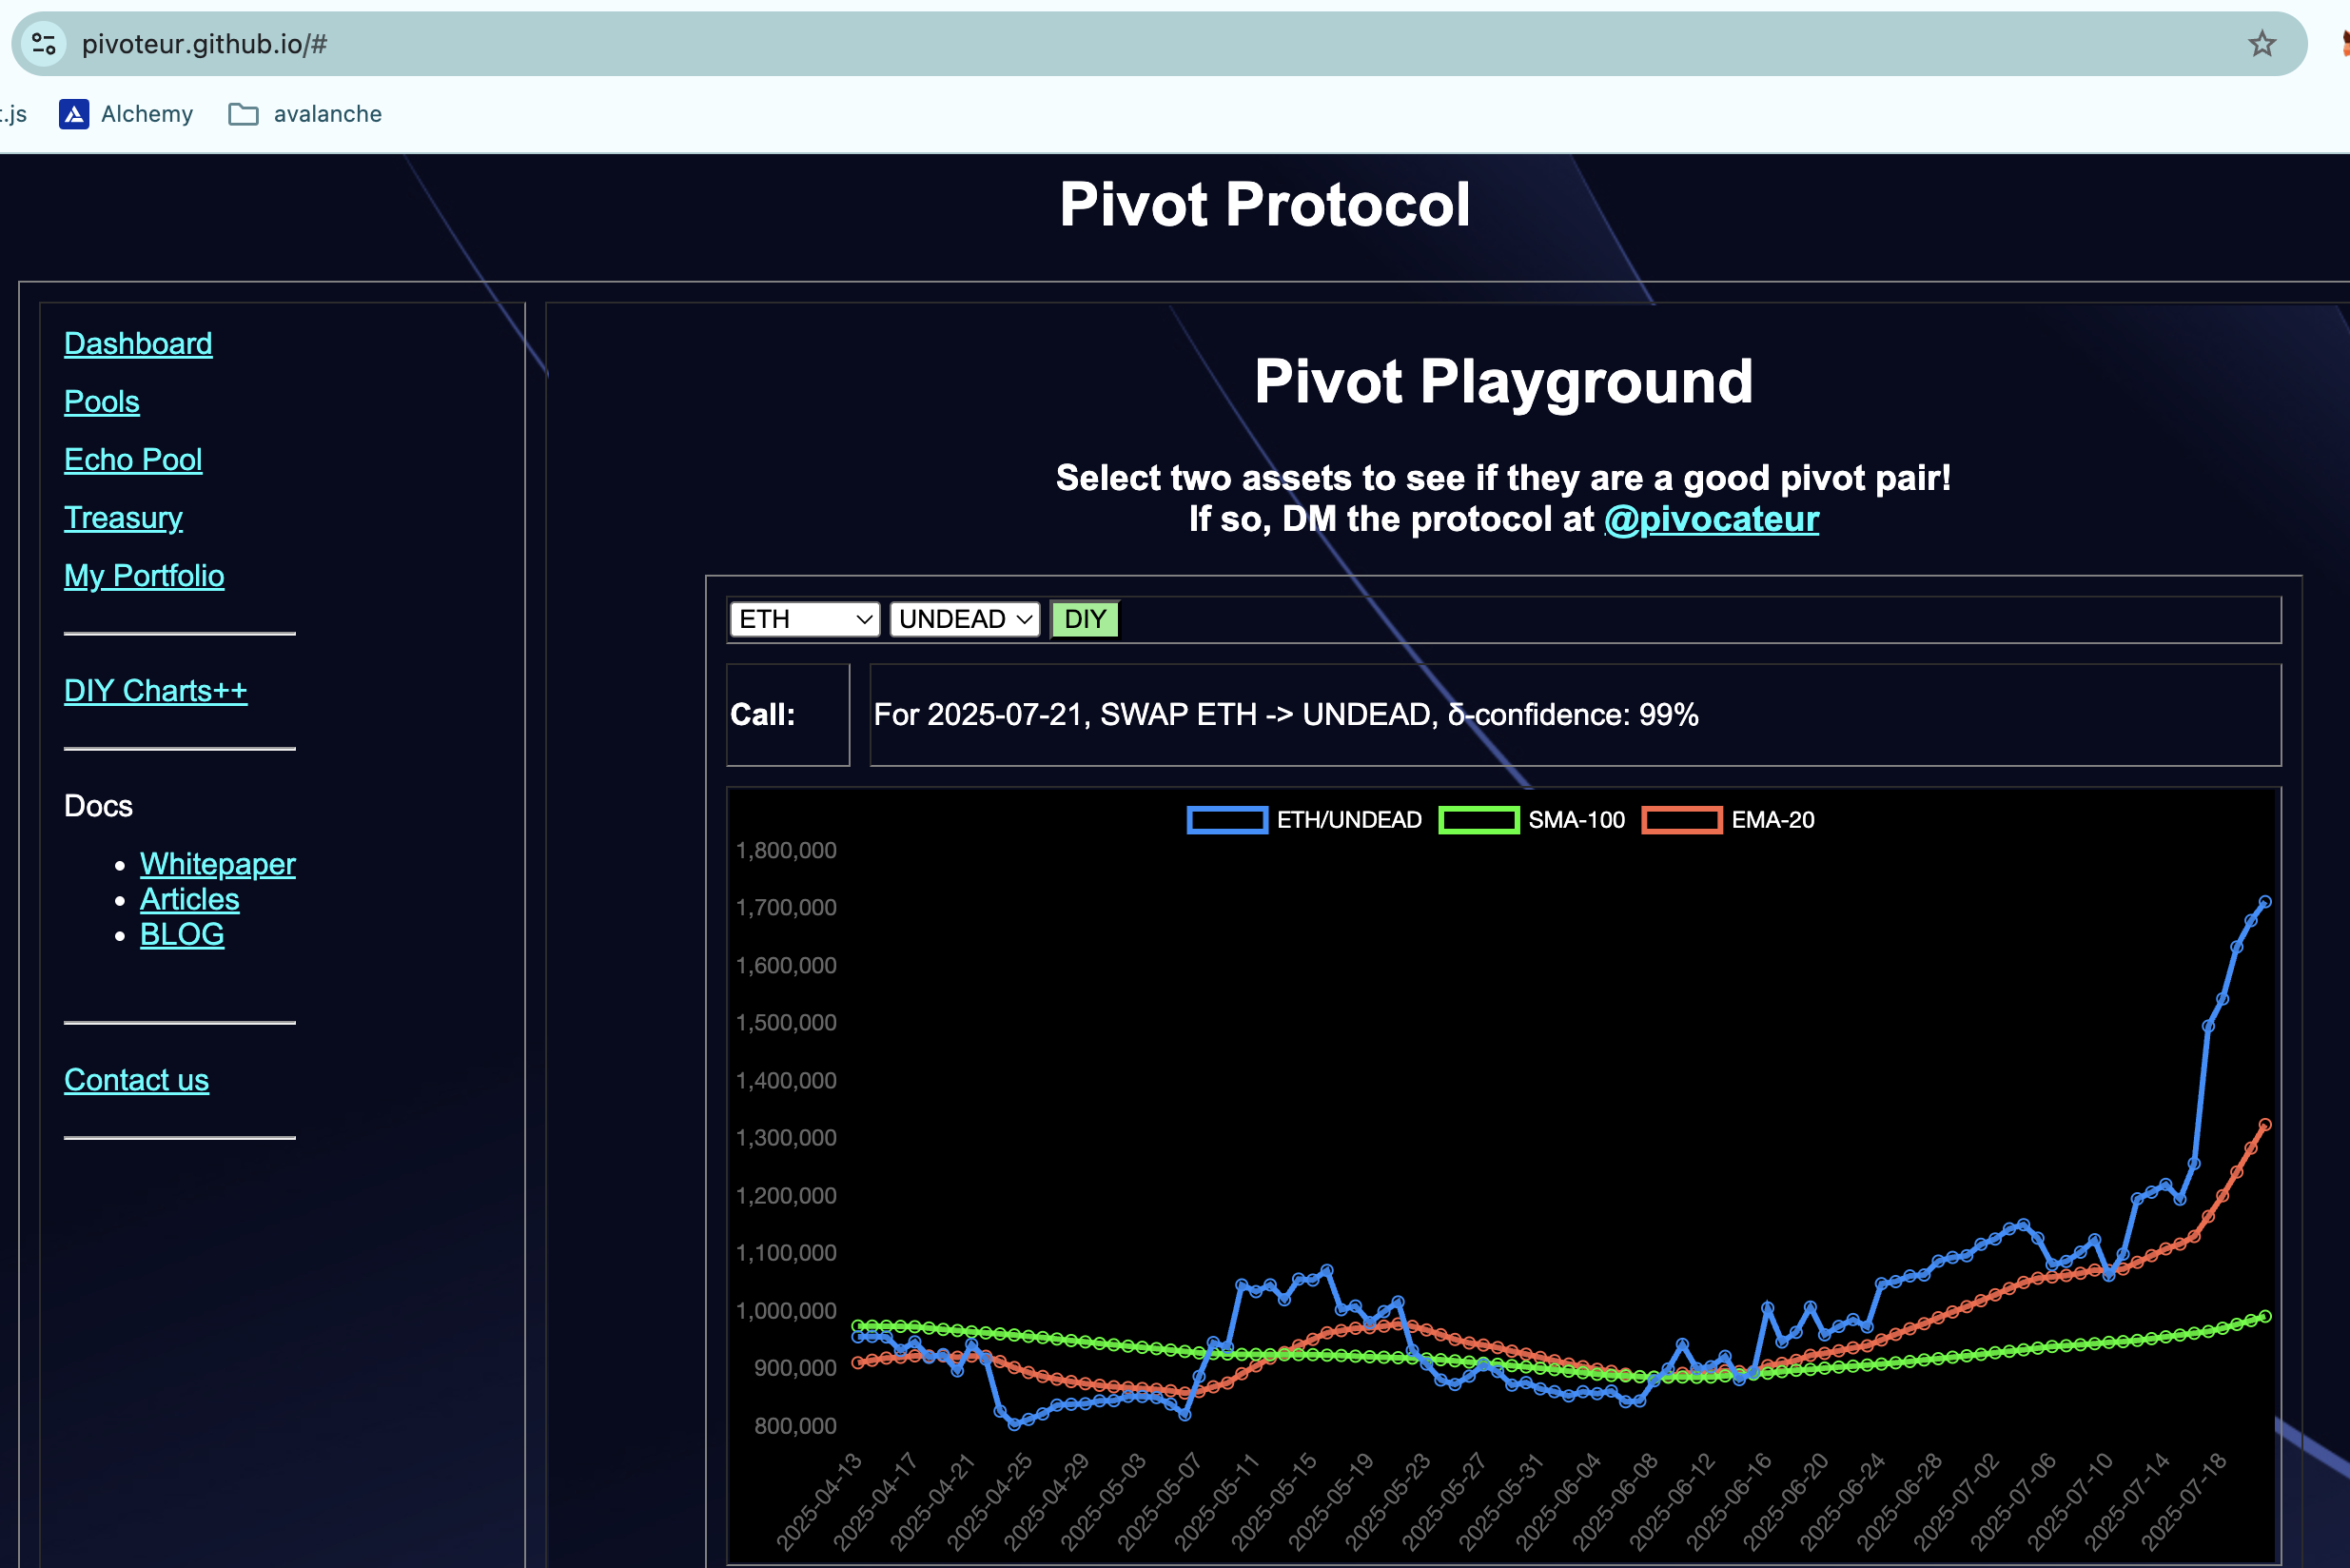 pivoteur.github.io/#
t.js
Alchemy
avalanche
Pivot Protocol
Dashboard
Pools
Echo Pool
Treasury
My Portfolio
DIY Charts++
Docs
Whitepaper
Articles
BLOG
Contact us
Pivot Playground
Select two assets to see if they are a good pivot pair!
If so, DM the protocol at @pivocateur
ETH UNDEAD DIY
Call: For 2025-07-21, SWAP ETH -> UNDEAD, δ-confidence: 99%
ETH/UNDEAD SMA-100 EMA-20
1,800,000
1,700,000
1,600,000
1,500,000
1,400,000
1,300,000
1,200,000
1,100,000
1,000,000
900,000
800,000
2025-04-13 2025-04-17 2025-04-21 2025-04-25 2025-04-29 2025-05-03 2025-05-07 2025-05-11 2025-05-15 2025-05-19 2025-05-23 2025-05-27 2025-05-31 2025-06-04 2025-06-08 2025-06-12 2025-06-16 2025-06-20 2025-06-24 2025-06-28 2025-07-02 2025-07-06 2025-07-10 2025-07-14 2025-07-18